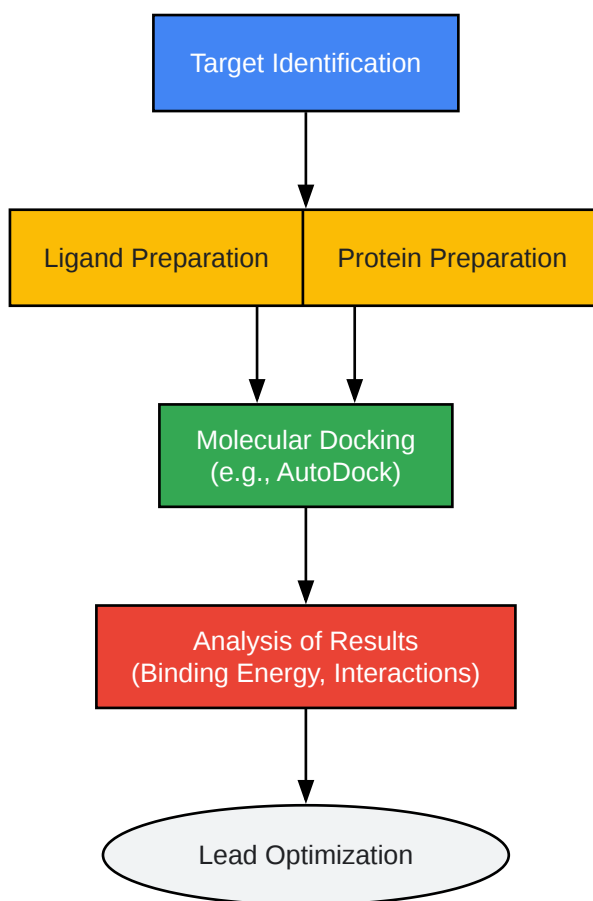 Target Identification
Ligand Preparation
Protein Preparation
Molecular Docking
(e.g., AutoDock)
Analysis of Results
(Binding Energy, Interactions)
Lead Optimization